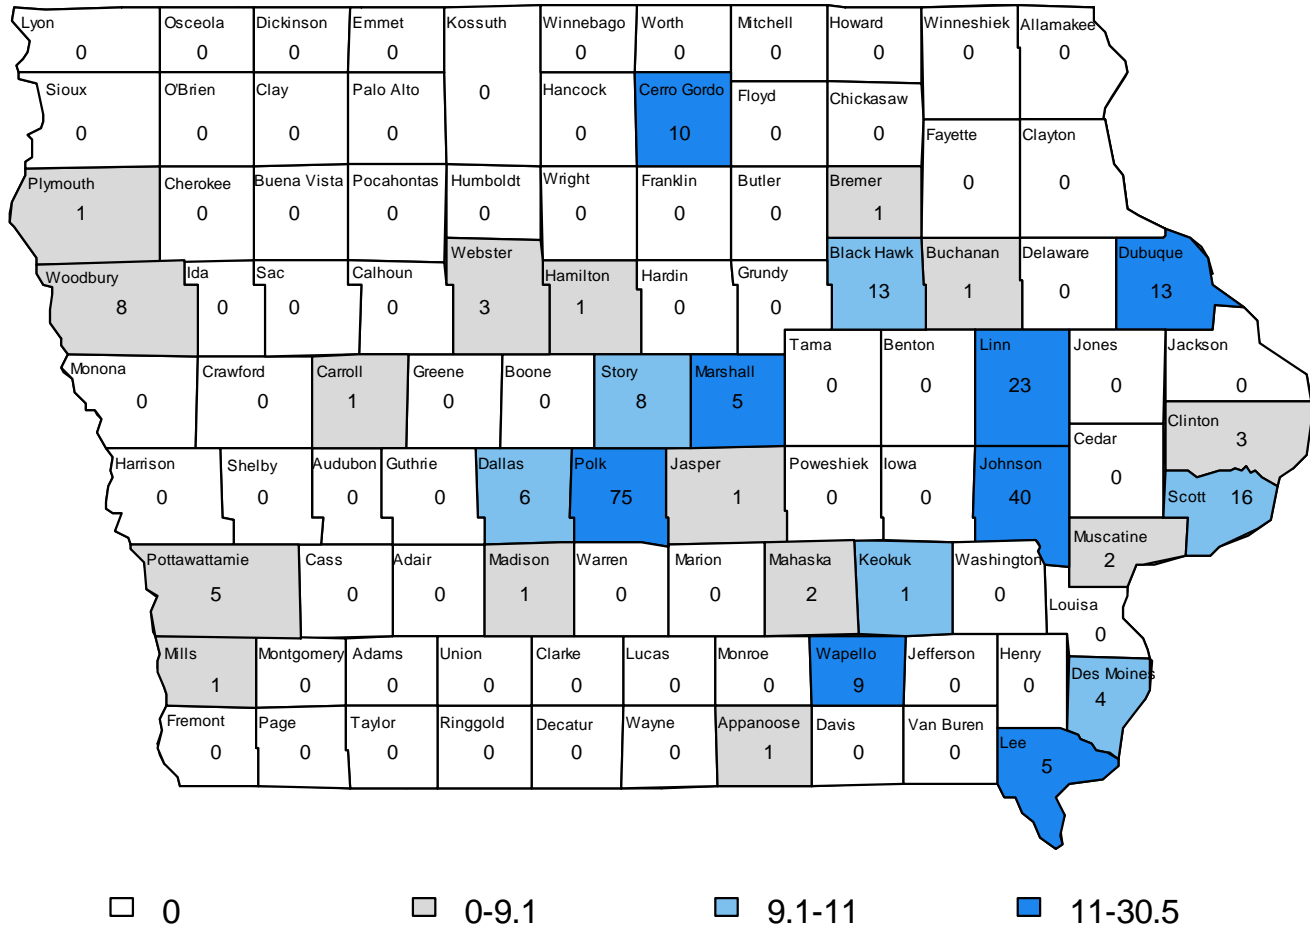 Lyon Osceola Dickinson Emmet Kossuth Winnebago Worth Mitchell Howard Winneshiek Allamakee
0 0 0 0 0 0 0 0 0 0
Sioux O'Brien Clay Palo Alto Hancock Cerro Gordo Floyd Chickasaw
0 0 0 0 0 0 10 0 0
Fayette Clayton
0 0
Plymouth Cherokee Buena Vista Pocahontas Humboldt Wright Franklin Butler Bremer
1 0 0 0 0 0 0 0 1
Woodbury Ida Sac Calhoun Webster Hamilton Hardin Grundy Black Hawk Buchanan Delaware Dubuque
8 0 0 0 3 1 0 0 13 1 0 13
Tama Benton Linn Jones Jackson
0 0 23 0 0
Monona Crawford Carroll Greene Boone Story Marshall
0 0 1 0 0 8 5
Clinton
3
Cedar
0
Harrison Shelby Audubon Guthrie Dallas Polk Jasper Poweshiek Iowa Johnson
0 0 0 0 6 75 1 0 0 40
Scott 16
Muscatine
2
Pottawattamie Cass Adair Madison Warren Marion Mahaska Keokuk Washington
5 0 0 1 0 0 2 1 0
Louisa
0
Mills Montgomery Adams Union Clarke Lucas Monroe Wapello Jefferson Henry Des Moines
1 0 0 0 0 0 0 9 0 0 4
Fremont Page Taylor Ringgold Decatur Wayne Appanoose Davis Van Buren Lee
0 0 0 0 0 0 1 0 0 5
0 0-9.1 9.1-11 11-30.5